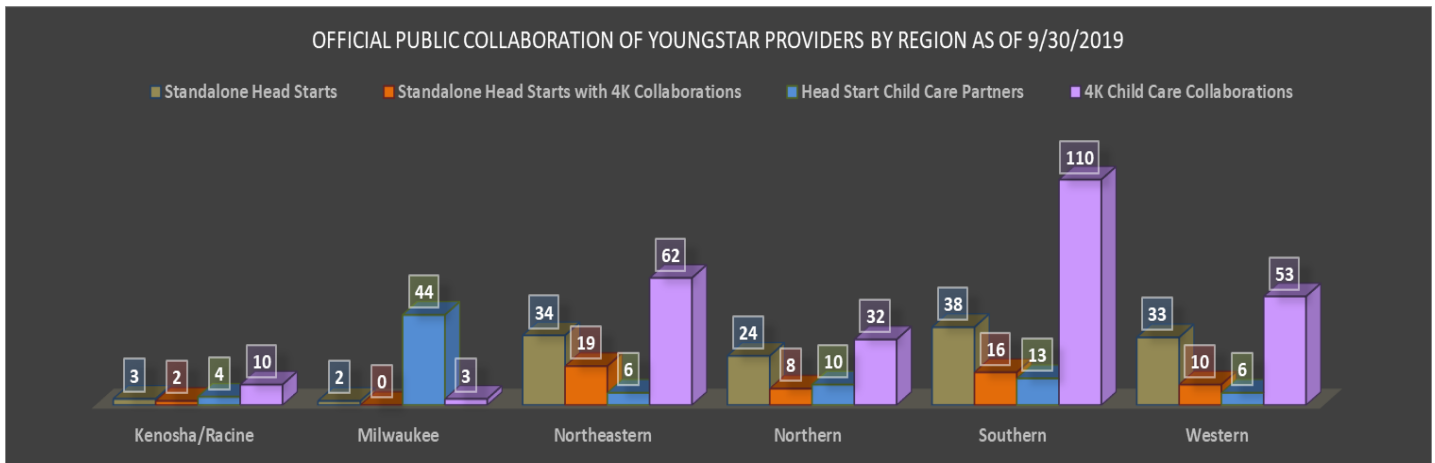 OFFICIAL PUBLIC COLLABORATION OF YOUNGSTAR PROVIDERS BY REGION AS OF 9/30/2019
Standalone Head Starts Standalone Head Starts with 4K Collaborations Head Start Child Care Partners 4K Child Care Collaborations
3 2 4 10
2 0 44 3
34 19 6 62
24 8 10 32
38 16 13 110
33 10 6 53
Kenosha/Racine Milwaukee Northeastern Northern Southern Western